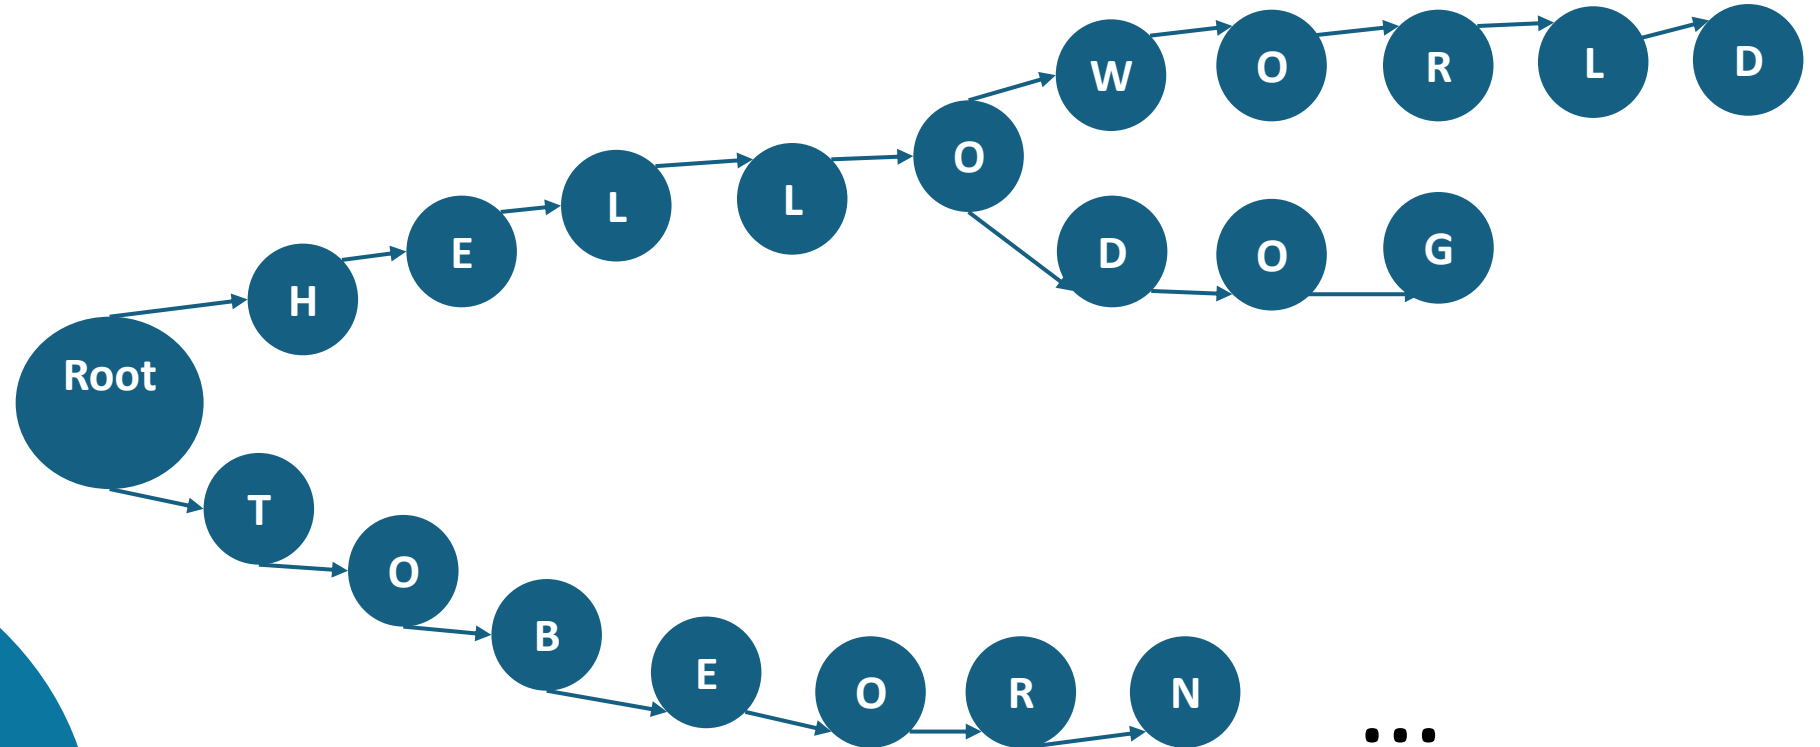 W O R L D
H E L L O
D O G
Root
T O B E O R N
...